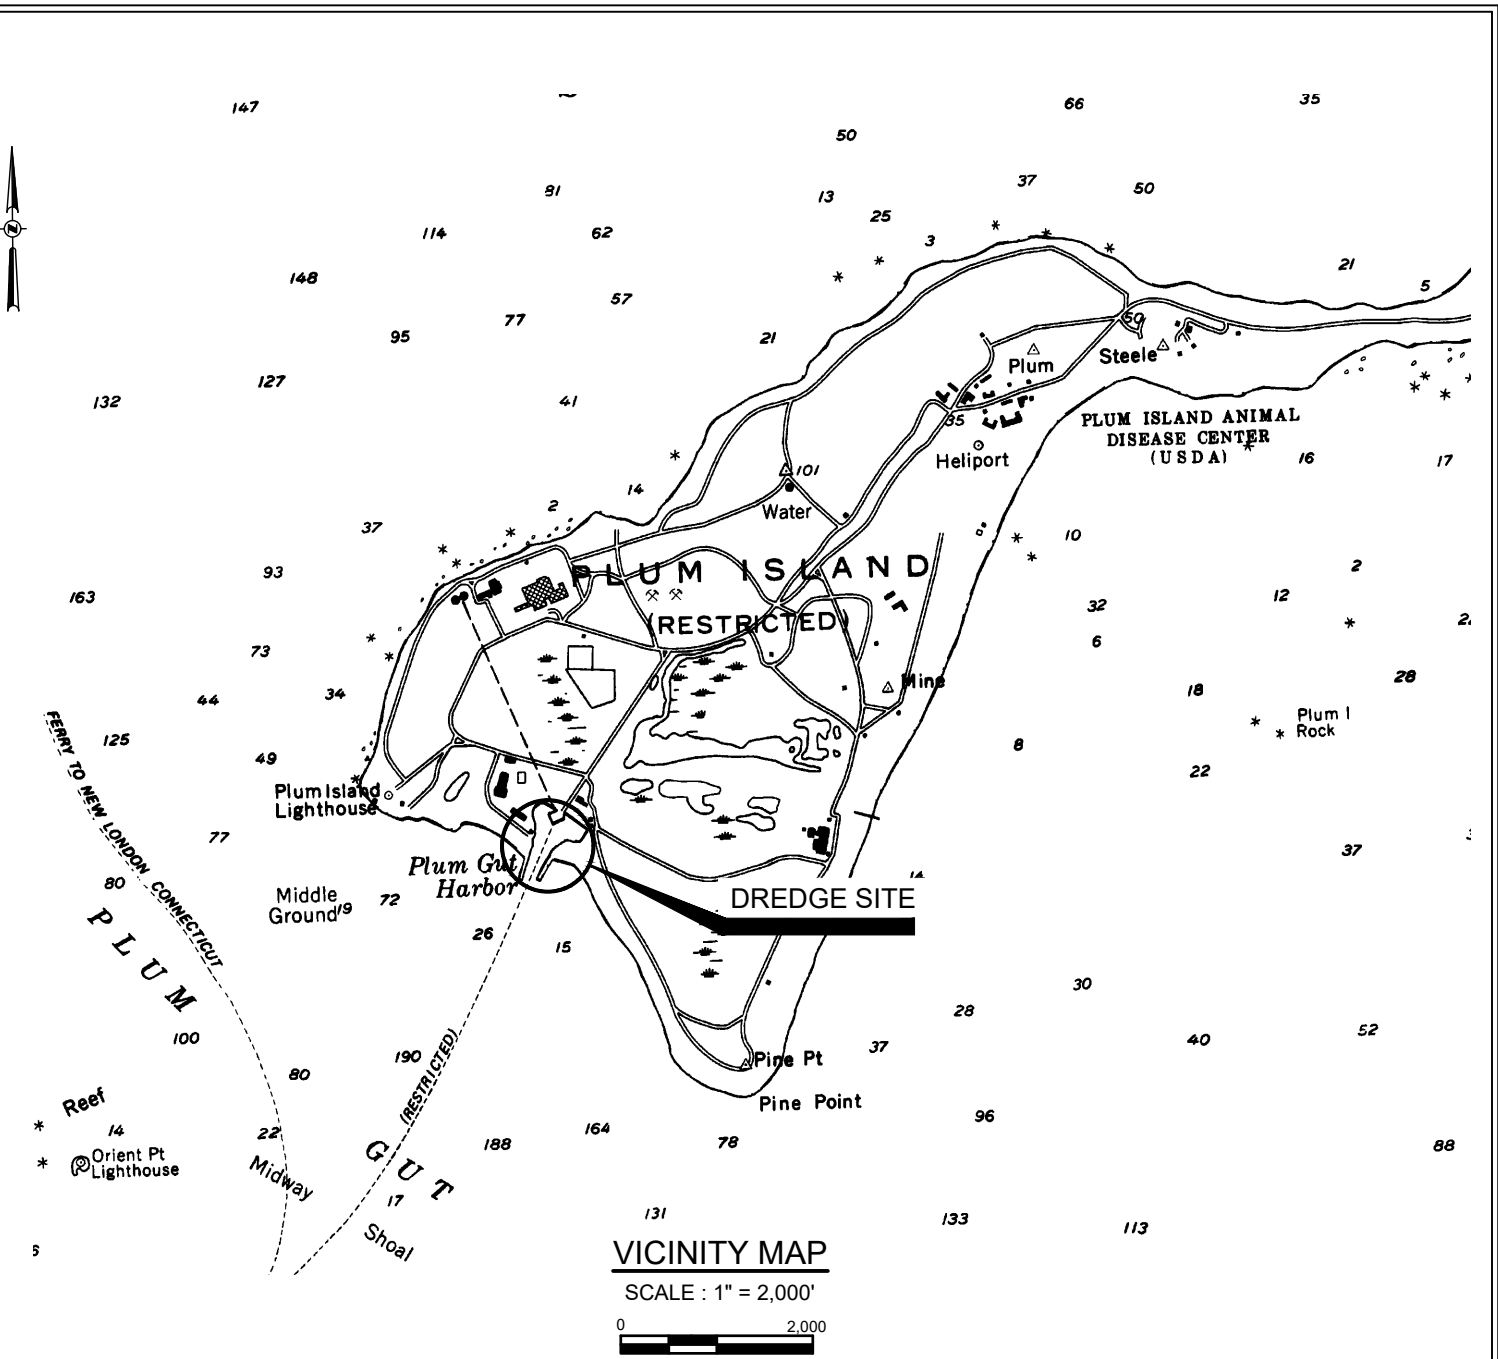 147
66
35
50
81
13
37
50
25
114
62
3
148
21
57
5
77
50
95
21
Steele
Plum
127
132
41
35
PLUM ISLAND ANIMAL
DISEASE CENTER
(USDA)
Heliport
16
17
101
14
Water
2
37
10
PLUM ISLAND
93
2
163
12
32
(RESTRICTED)
6
73
Mine
28
44
34
18
Plum I
Rock
125
8
49
22
Plum Island
Lighthouse
FERRY TO NEW LONDON CONNECTICUT
77
37
Plum Gut
Harbor
80
14
Middle
Ground
19
72
DREDGE SITE
PLUM
26
15
30
28
52
100
40
37
190
Pine Pt
80
(RESTRICTED)
Pine Point
Reef
96
14
22
164
78
188
88
Orient Pt
Lighthouse
GUT
Midway
17
131
133
113
Shoal
VICINITY MAP
SCALE : 1" = 2,000'
0
2,000